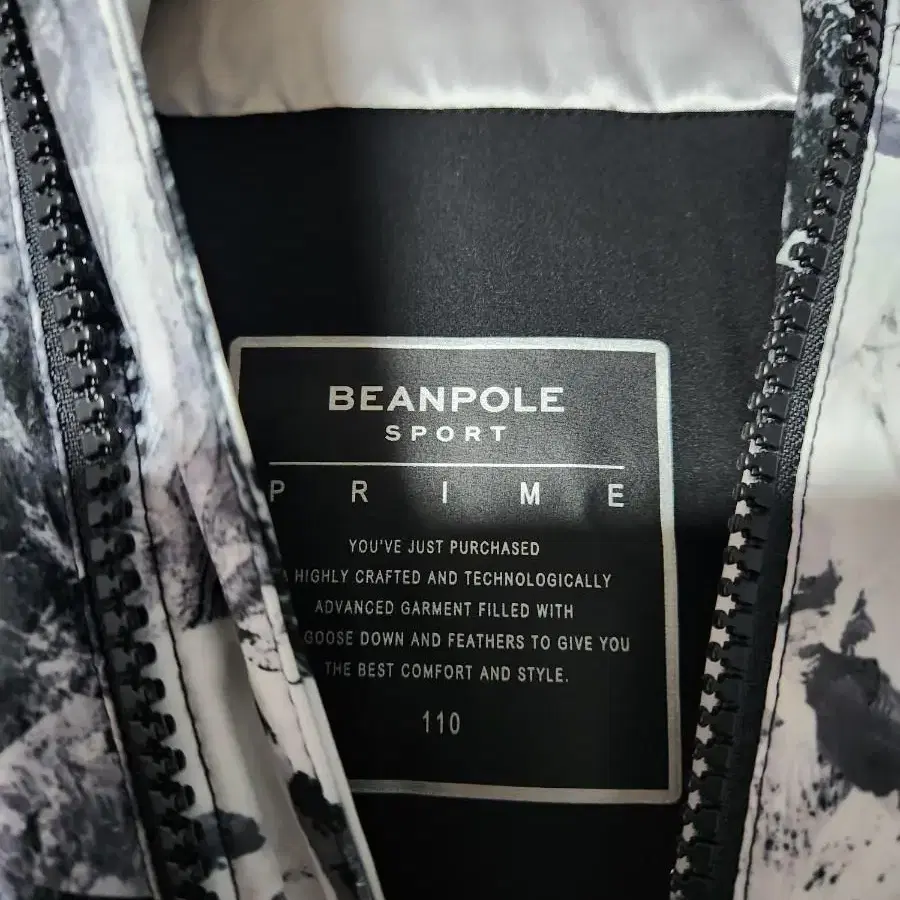 BEANPOLE
SPORT
PRIME
YOU'VE JUST PURCHASED
A HIGHLY CRAFTED AND TECHNOLOGICALLY
ADVANCED GARMENT FILLED WITH
GOOSE DOWN AND FEATHERS TO GIVE YOU
THE BEST COMFORT AND STYLE.
110